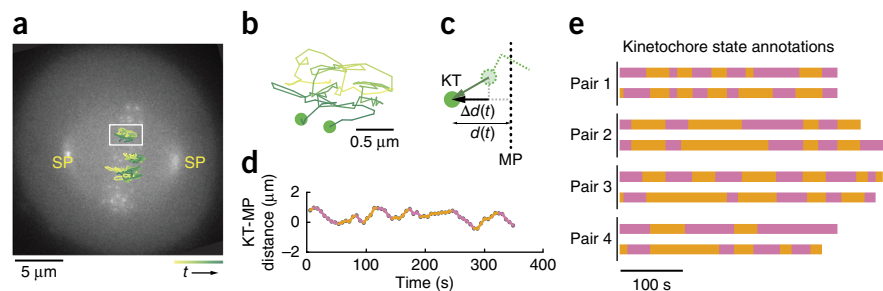 a
SP
SP
5 μm
t
b
0.5 μm
c
KT
Δd(t)
d(t)
MP
d
KT-MP
distance (μm)
2
0
−2
0
100
200
300
400
Time (s)
e
Kinetochore state annotations
Pair 1
Pair 2
Pair 3
Pair 4
100 s